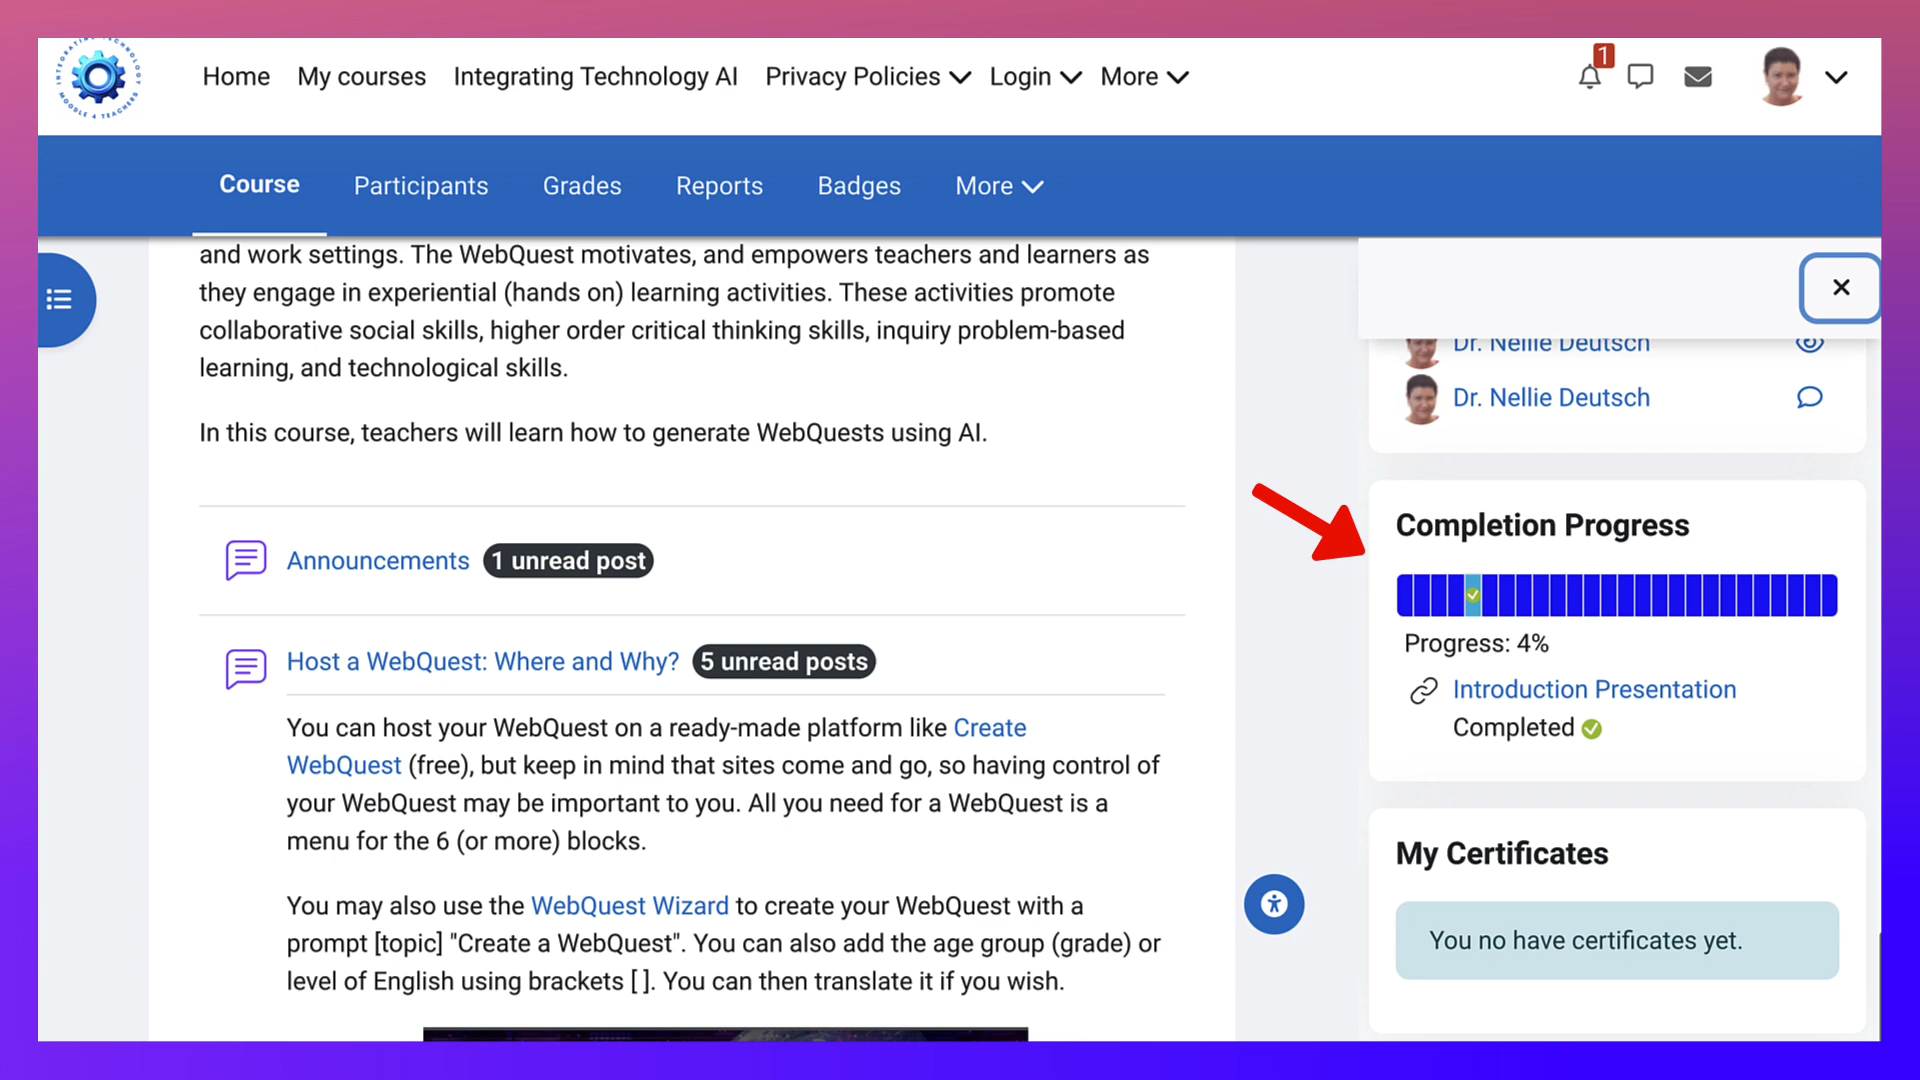 INTEGRATING TECHNOLOGY
MOODLE 4 TEACHERS
Home My courses Integrating Technology AI Privacy Policies Login More
1
Course Participants Grades Reports Badges More
and work settings. The WebQuest motivates, and empowers teachers and learners as
they engage in experiential (hands on) learning activities. These activities promote
collaborative social skills, higher order critical thinking skills, inquiry problem-based
learning, and technological skills.
In this course, teachers will learn how to generate WebQuests using AI.
Announcements 1 unread post
Host a WebQuest: Where and Why? 5 unread posts
You can host your WebQuest on a ready-made platform like Create
WebQuest (free), but keep in mind that sites come and go, so having control of
your WebQuest may be important to you. All you need for a WebQuest is a
menu for the 6 (or more) blocks.
You may also use the WebQuest Wizard to create your WebQuest with a
prompt [topic] "Create a WebQuest". You can also add the age group (grade) or
level of English using brackets [ ]. You can then translate it if you wish.
Dr. Nellie Deutsch
Dr. Nellie Deutsch
Completion Progress
Progress: 4%
Introduction Presentation
Completed
My Certificates
You no have certificates yet.